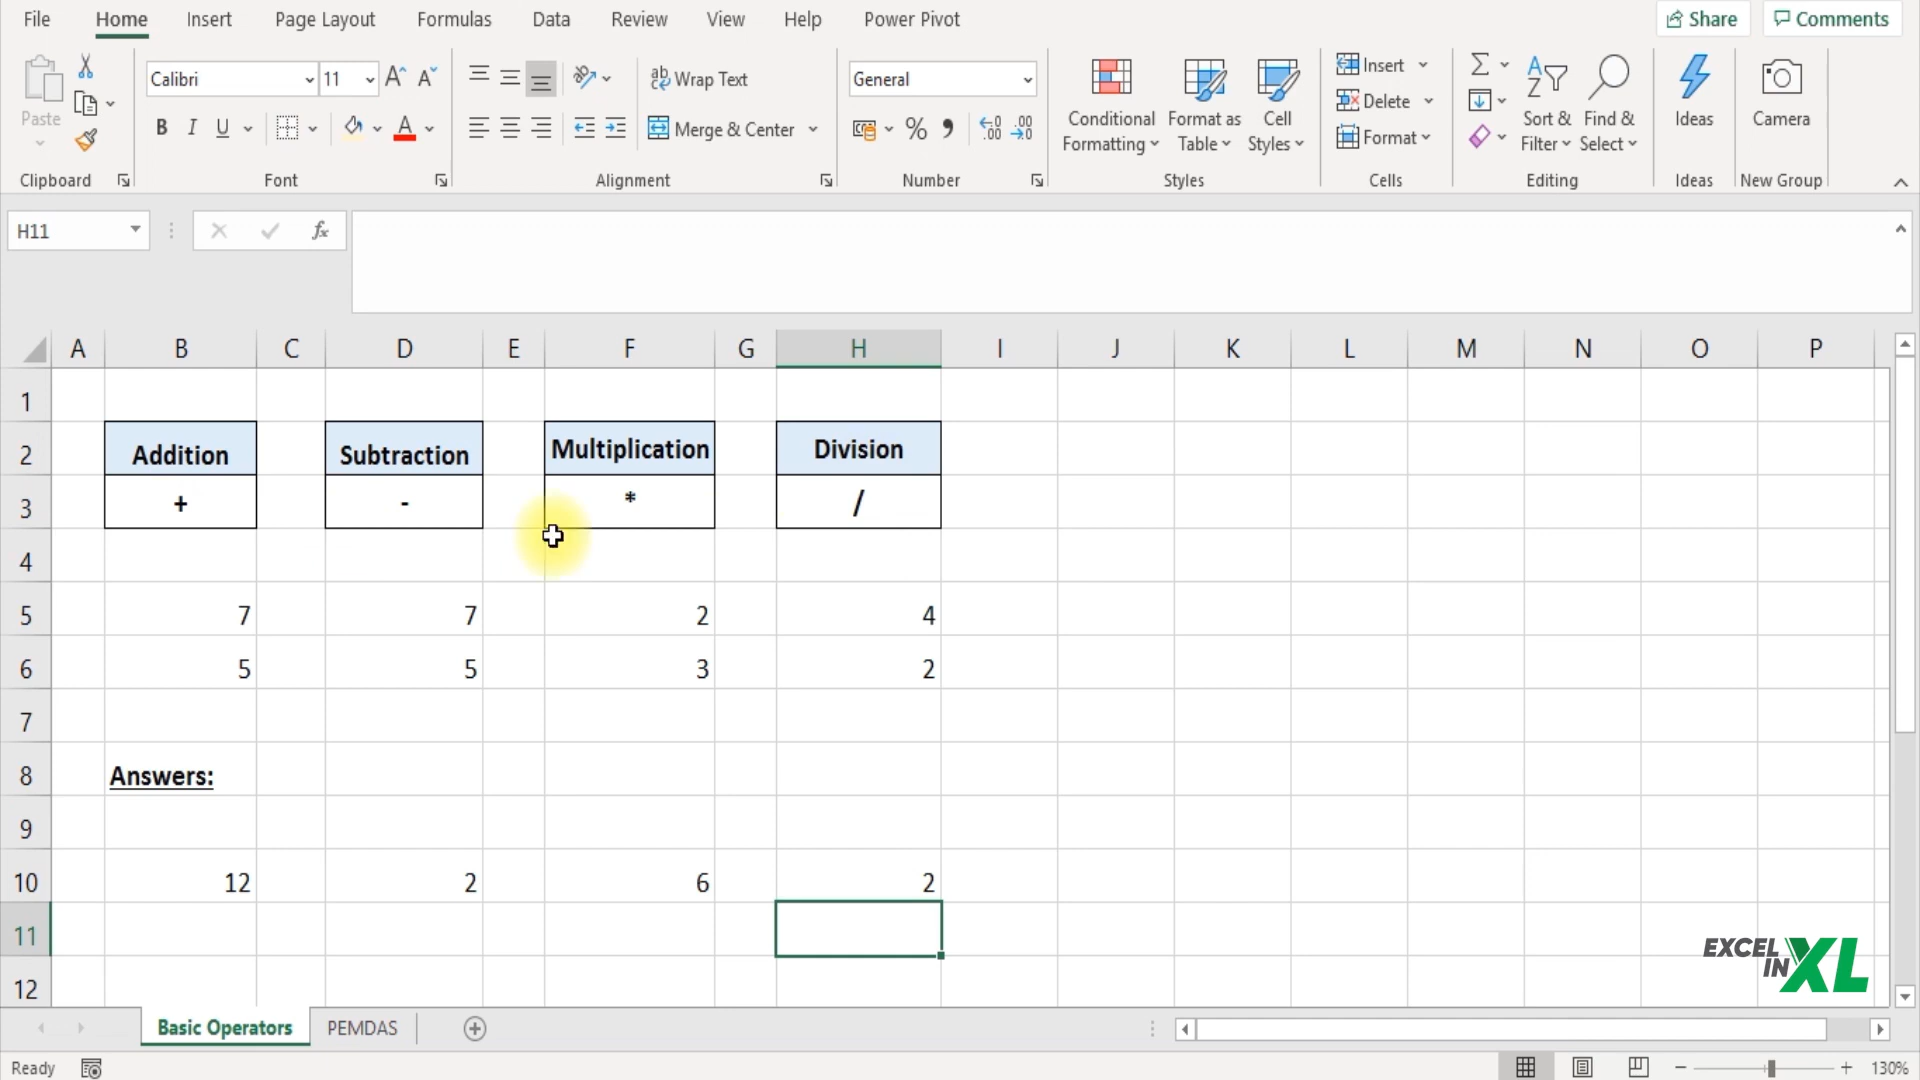 File Home Insert Page Layout Formulas Data Review View Help Power Pivot Share Comments
Paste Calibri 11 A A ab Wrap Text General Insert
B I U A Merge & Center % Conditional Formatting Format as Table Cell Styles Delete Format Sort & Filter Find & Select Ideas Camera
Clipboard Font Alignment Number Styles Cells Editing Ideas New Group
H11 fx
A B C D E F G H I J K L M N O P
1
2 Addition Subtraction Multiplication Division
3 + - * /
4
5 7 7 2 4
6 5 5 3 2
7
8 Answers:
9
10 12 2 6 2
11
12
EXCEL IN XL
Basic Operators PEMDAS
Ready 130%